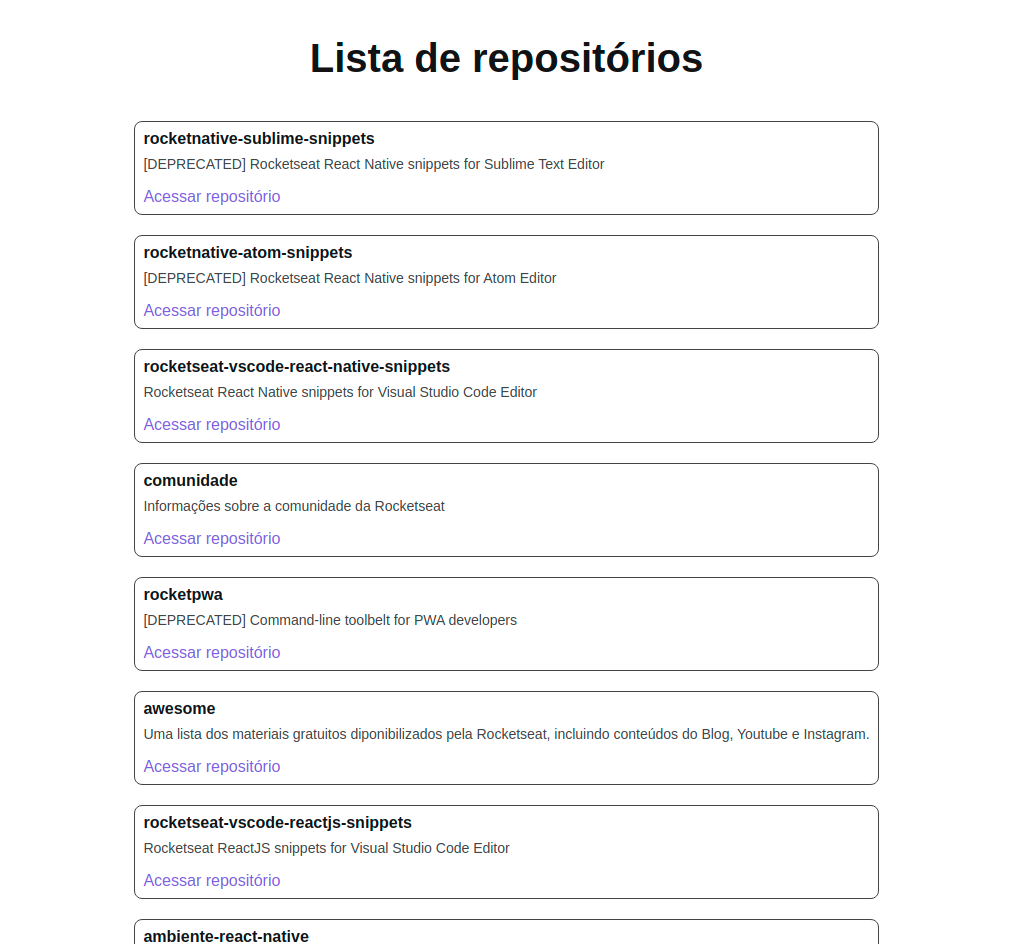 Lista de repositórios
rocketnative-sublime-snippets
[DEPRECATED] Rocketseat React Native snippets for Sublime Text Editor
Acessar repositório
rocketnative-atom-snippets
[DEPRECATED] Rocketseat React Native snippets for Atom Editor
Acessar repositório
rocketseat-vscode-react-native-snippets
Rocketseat React Native snippets for Visual Studio Code Editor
Acessar repositório
comunidade
Informações sobre a comunidade da Rocketseat
Acessar repositório
rocketpwa
[DEPRECATED] Command-line toolbelt for PWA developers
Acessar repositório
awesome
Uma lista dos materiais gratuitos diponibilizados pela Rocketseat, incluindo conteúdos do Blog, Youtube e Instagram.
Acessar repositório
rocketseat-vscode-reactjs-snippets
Rocketseat ReactJS snippets for Visual Studio Code Editor
Acessar repositório
ambiente-react-native